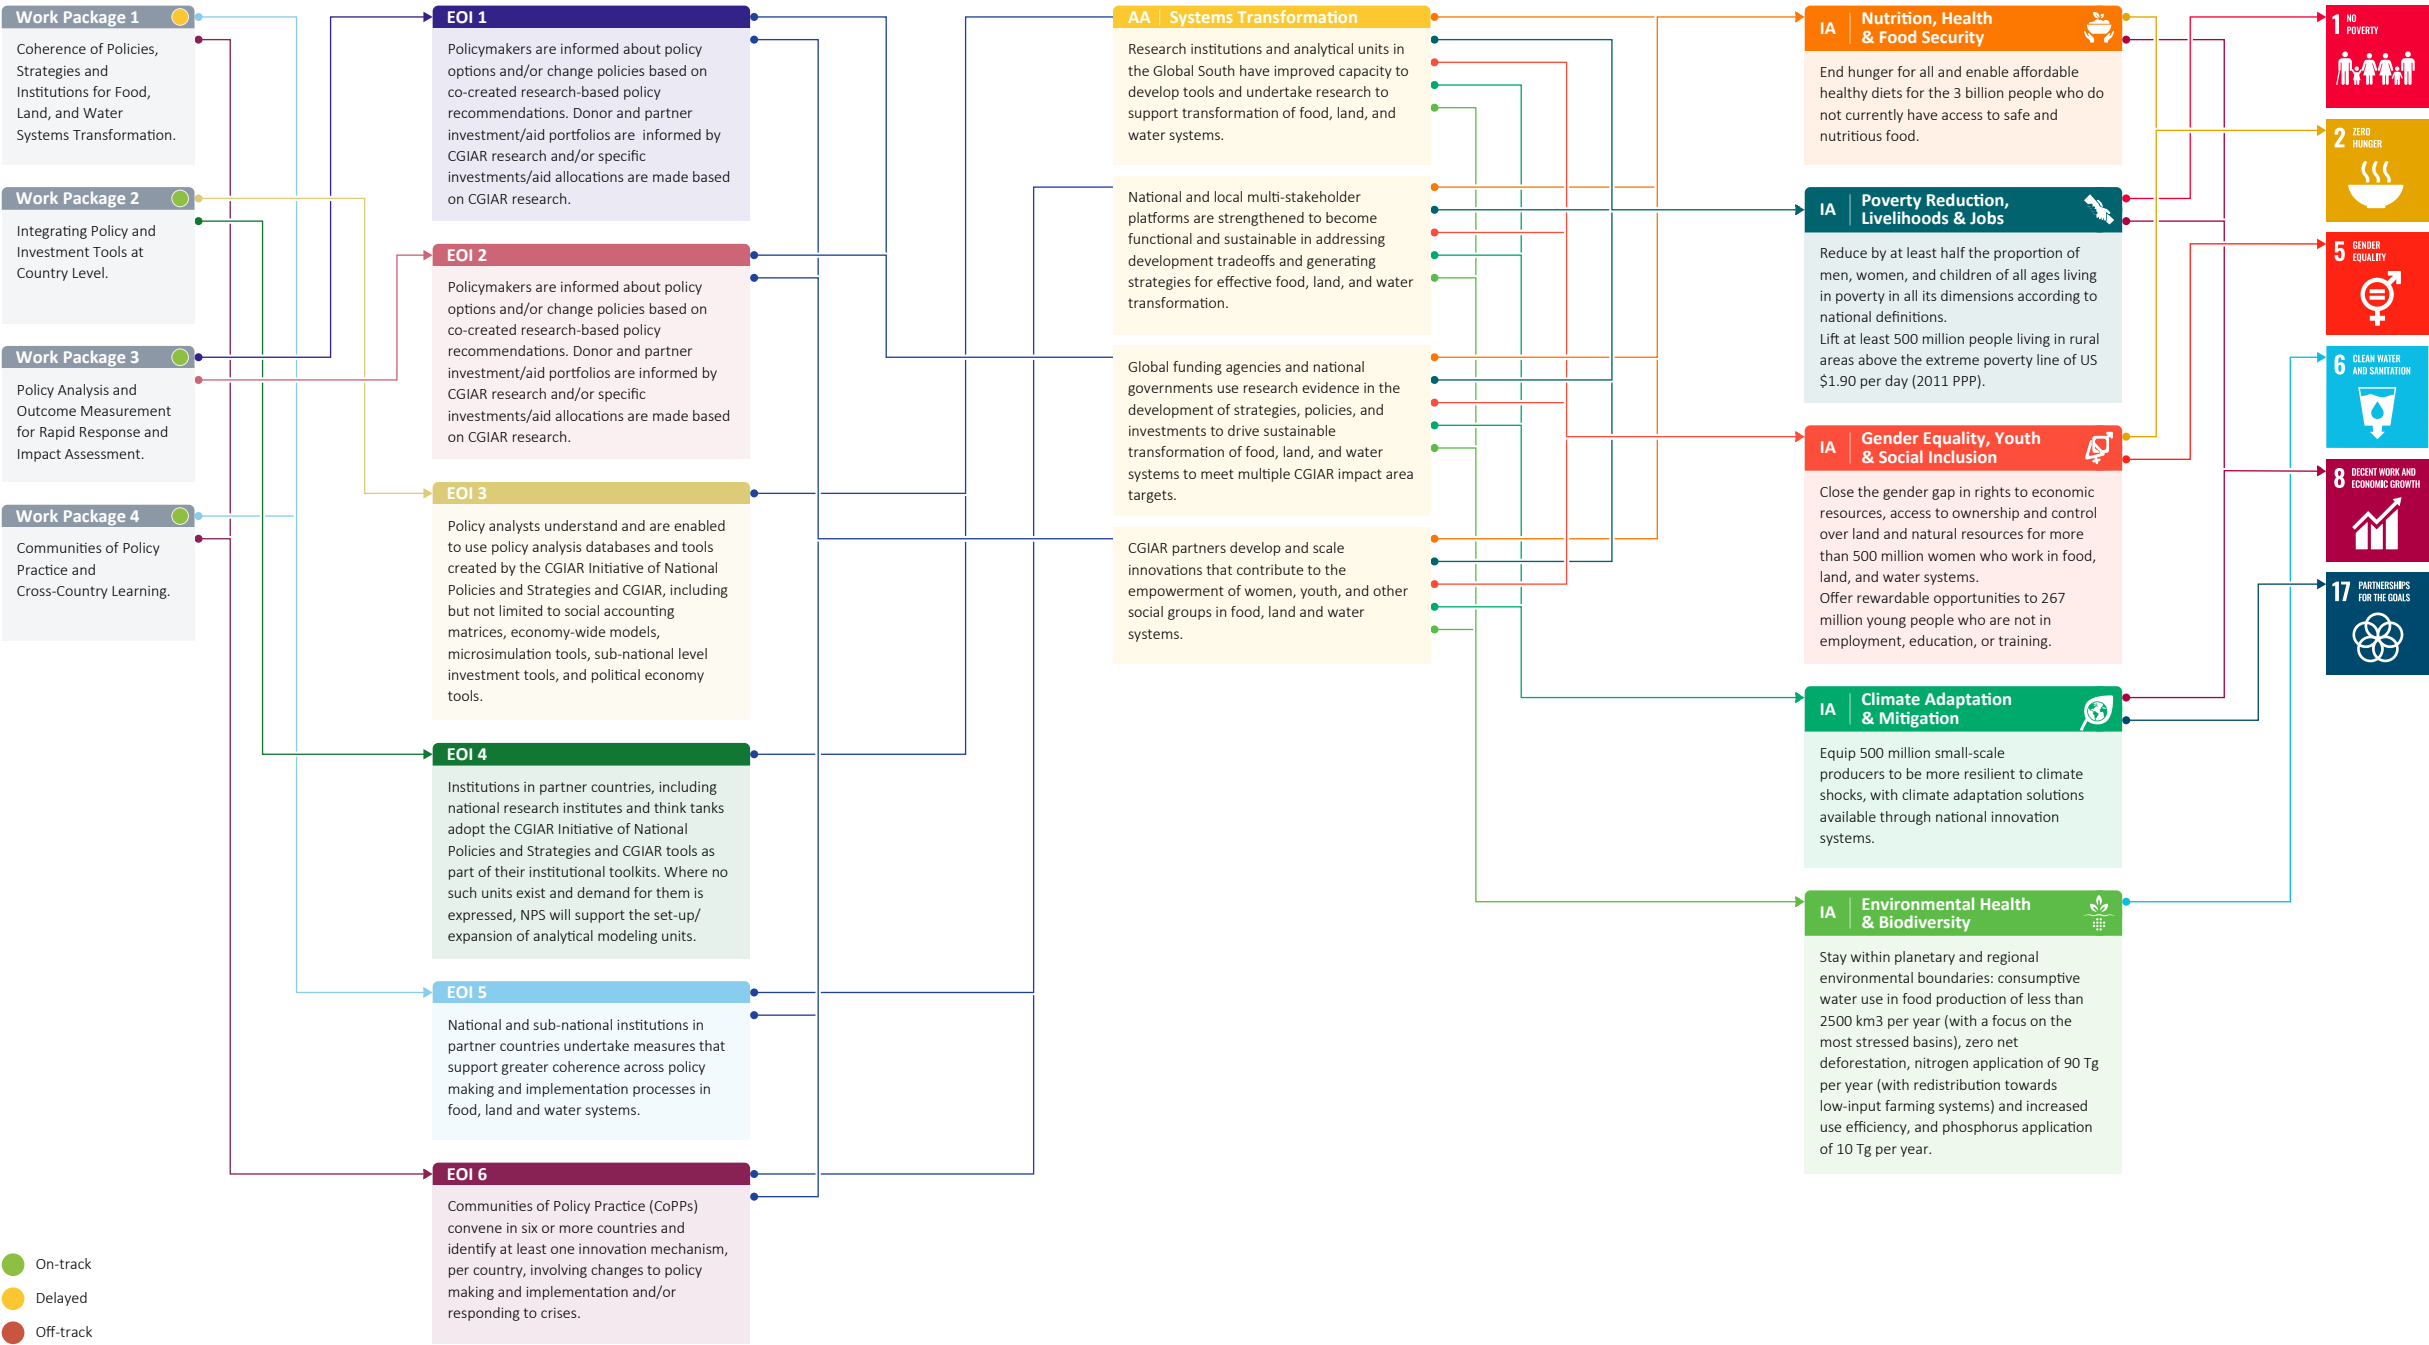 Work Package 1
Coherence of Policies,
Strategies and
Institutions for Food,
Land, and Water
Systems Transformation.
Work Package 2
Integrating Policy and
Investment Tools at
Country Level.
Work Package 3
Policy Analysis and
Outcome Measurement
for Rapid Response and
Impact Assessment.
Work Package 4
Communities of Policy
Practice and
Cross-Country Learning.
On-track
Delayed
Off-track
EOI 1
Policymakers are informed about policy
options and/or change policies based on
co-created research-based policy
recommendations. Donor and partner
investment/aid portfolios are informed by
CGIAR research and/or specific
investments/aid allocations are made based
on CGIAR research.
EOI 2
Policymakers are informed about policy
options and/or change policies based on
co-created research-based policy
recommendations. Donor and partner
investment/aid portfolios are informed by
CGIAR research and/or specific
investments/aid allocations are made based
on CGIAR research.
EOI 3
Policy analysts understand and are enabled
to use policy analysis databases and tools
created by the CGIAR Initiative of National
Policies and Strategies and CGIAR, including
but not limited to social accounting
matrices, economy-wide models,
microsimulation tools, sub-national level
investment tools, and political economy
tools.
EOI 4
Institutions in partner countries, including
national research institutes and think tanks
adopt the CGIAR Initiative of National
Policies and Strategies and CGIAR tools as
part of their institutional toolkits. Where no
such units exist and demand for them is
expressed, NPS will support the set-up/
expansion of analytical modeling units.
EOI 5
National and sub-national institutions in
partner countries undertake measures that
support greater coherence across policy
making and implementation processes in
food, land and water systems.
EOI 6
Communities of Policy Practice (CoPPs)
convene in six or more countries and
identify at least one innovation mechanism,
per country, involving changes to policy
making and implementation and/or
responding to crises.
AA Systems Transformation
Research institutions and analytical units in
the Global South have improved capacity to
develop tools and undertake research to
support transformation of food, land, and
water systems.
National and local multi-stakeholder
platforms are strengthened to become
functional and sustainable in addressing
development tradeoffs and generating
strategies for effective food, land, and water
transformation.
Global funding agencies and national
governments use research evidence in the
development of strategies, policies, and
investments to drive sustainable
transformation of food, land, and water
systems to meet multiple CGIAR impact area
targets.
CGIAR partners develop and scale
innovations that contribute to the
empowerment of women, youth, and other
social groups in food, land and water
systems.
IA Nutrition, Health
& Food Security
End hunger for all and enable affordable
healthy diets for the 3 billion people who do
not currently have access to safe and
nutritious food.
IA Poverty Reduction,
Livelihoods & Jobs
Reduce by at least half the proportion of
men, women, and children of all ages living
in poverty in all its dimensions according to
national definitions.
Lift at least 500 million people living in rural
areas above the extreme poverty line of US
$1.90 per day (2011 PPP).
IA Gender Equality, Youth
& Social Inclusion
Close the gender gap in rights to economic
resources, access to ownership and control
over land and natural resources for more
than 500 million women who work in food,
land, and water systems.
Offer rewardable opportunities to 267
million young people who are not in
employment, education, or training.
IA Climate Adaptation
& Mitigation
Equip 500 million small-scale
producers to be more resilient to climate
shocks, with climate adaptation solutions
available through national innovation
systems.
IA Environmental Health
& Biodiversity
Stay within planetary and regional
environmental boundaries: consumptive
water use in food production of less than
2500 km3 per year (with a focus on the
most stressed basins), zero net
deforestation, nitrogen application of 90 Tg
per year (with redistribution towards
low-input farming systems) and increased
use efficiency, and phosphorus application
of 10 Tg per year.
1 NO
POVERTY
2 ZERO
HUNGER
5 GENDER
EQUALITY
6 CLEAN WATER
AND SANITATION
8 DECENT WORK AND
ECONOMIC GROWTH
17 PARTNERSHIPS
FOR THE GOALS